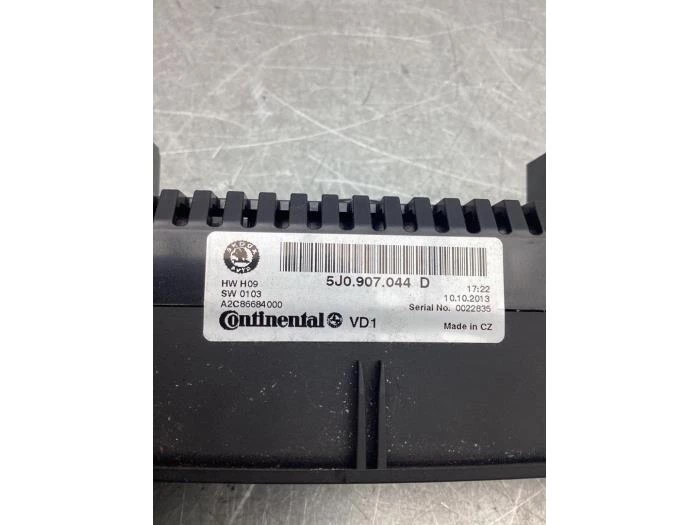 SKODA
AUTO
5J0.907.044 D
HW H09
SW 0103
A2C86684000
17:22
10.10.2013
Serial No. 0022835
Continental VD1
Made in CZ